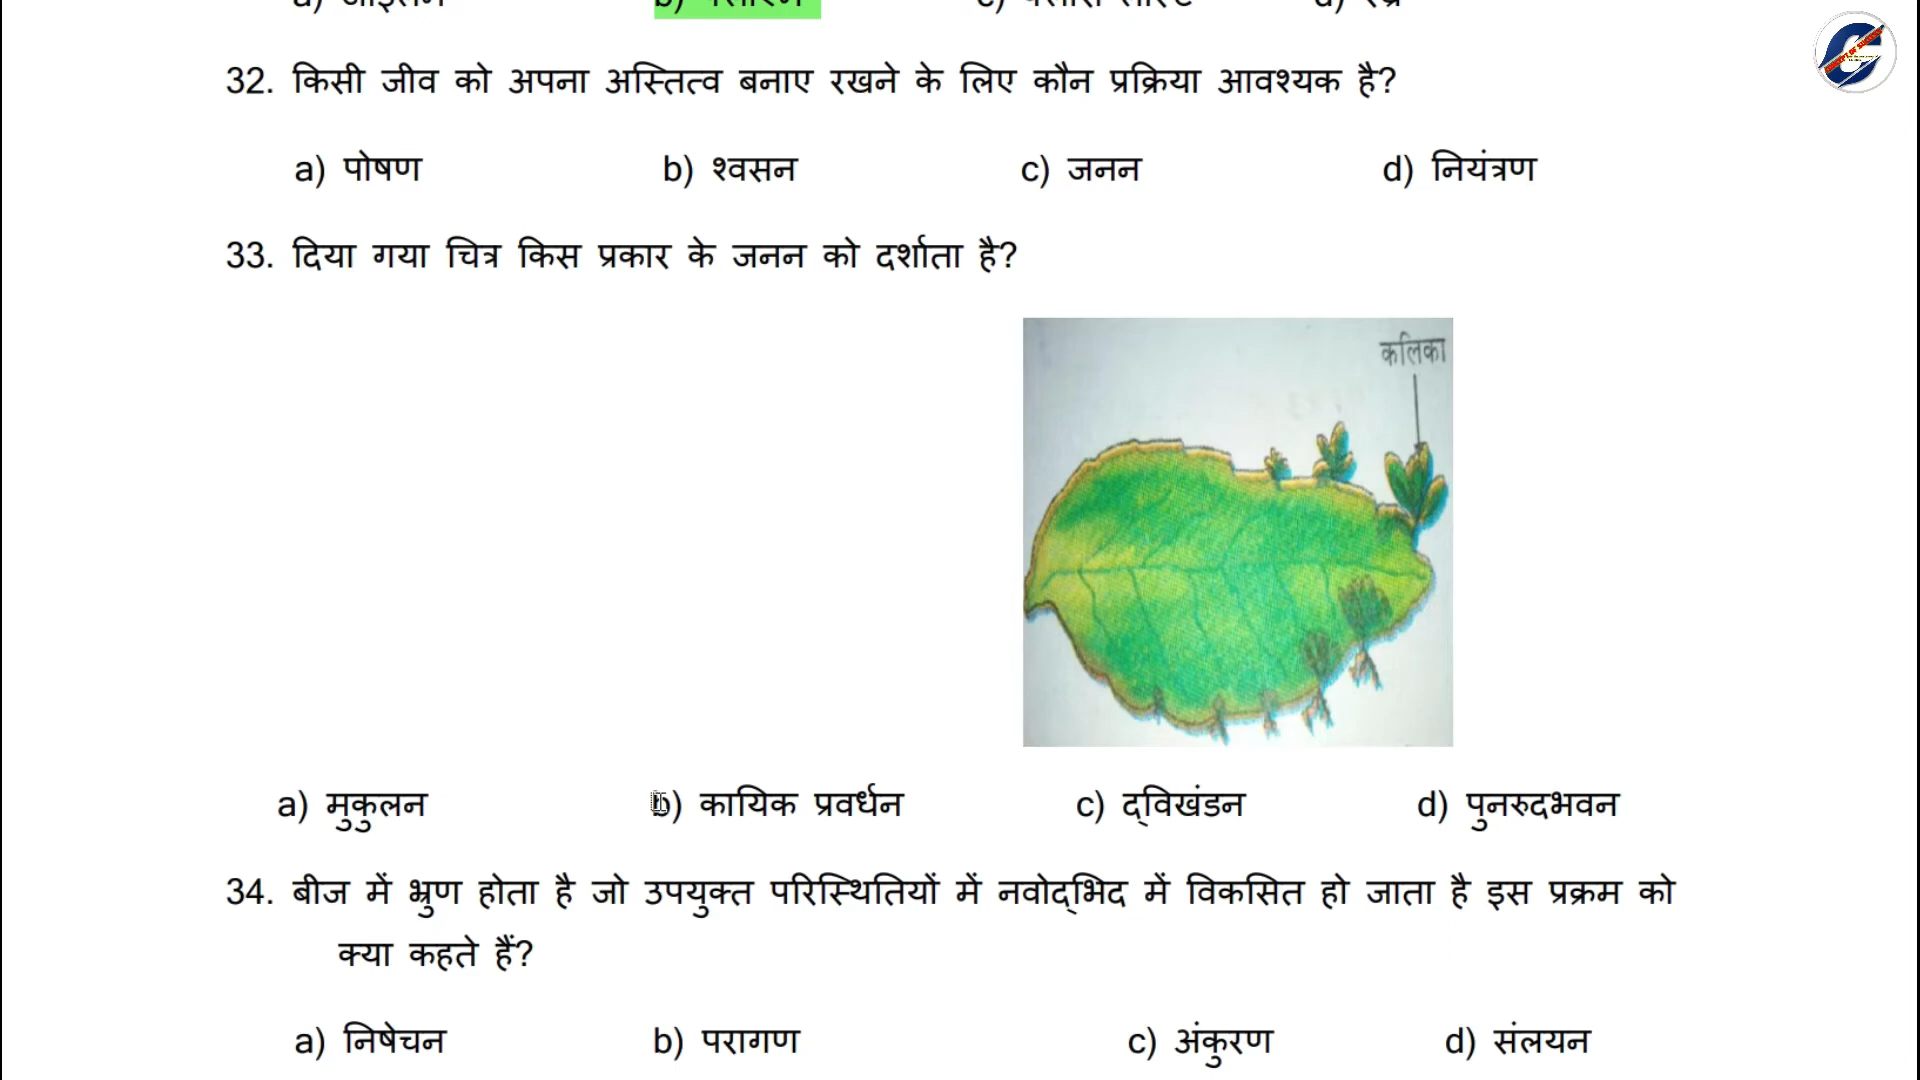 32. किसी जीव को अपना अस्तित्व बनाए रखने के लिए कौन प्रक्रिया आवश्यक है?
a) पोषण b) श्वसन c) जनन d) नियंत्रण
33. दिया गया चित्र किस प्रकार के जनन को दर्शाता है?
कलिका
a) मुकुलन b) कायिक प्रवर्धन c) द्विखंडन d) पुनरुदभवन
34. बीज में भ्रुण होता है जो उपयुक्त परिस्थितियों में नवोद्भिद में विकसित हो जाता है इस प्रक्रम को
क्या कहते हैं?
a) निषेचन b) परागण c) अंकुरण d) संलयन